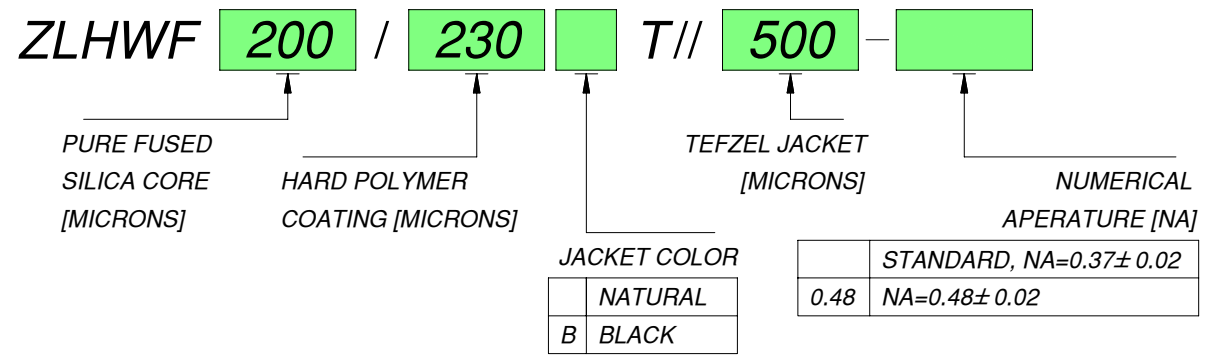 ZLHWF 200 / 230 T// 500 –
PURE FUSED
SILICA CORE
[MICRONS]
HARD POLYMER
COATING [MICRONS]
JACKET COLOR
NATURAL
B BLACK
TEFZEL JACKET
[MICRONS]
NUMERICAL
APERATURE [NA]
STANDARD, NA=0.37± 0.02
0.48 NA=0.48± 0.02